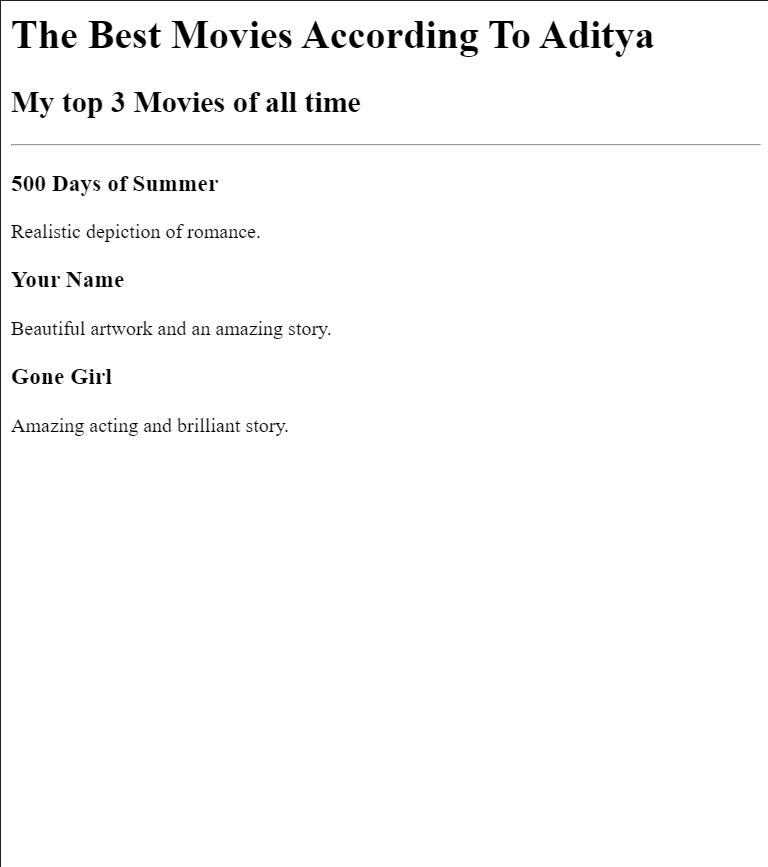 The Best Movies According To Aditya
My top 3 Movies of all time
500 Days of Summer
Realistic depiction of romance.
Your Name
Beautiful artwork and an amazing story.
Gone Girl
Amazing acting and brilliant story.